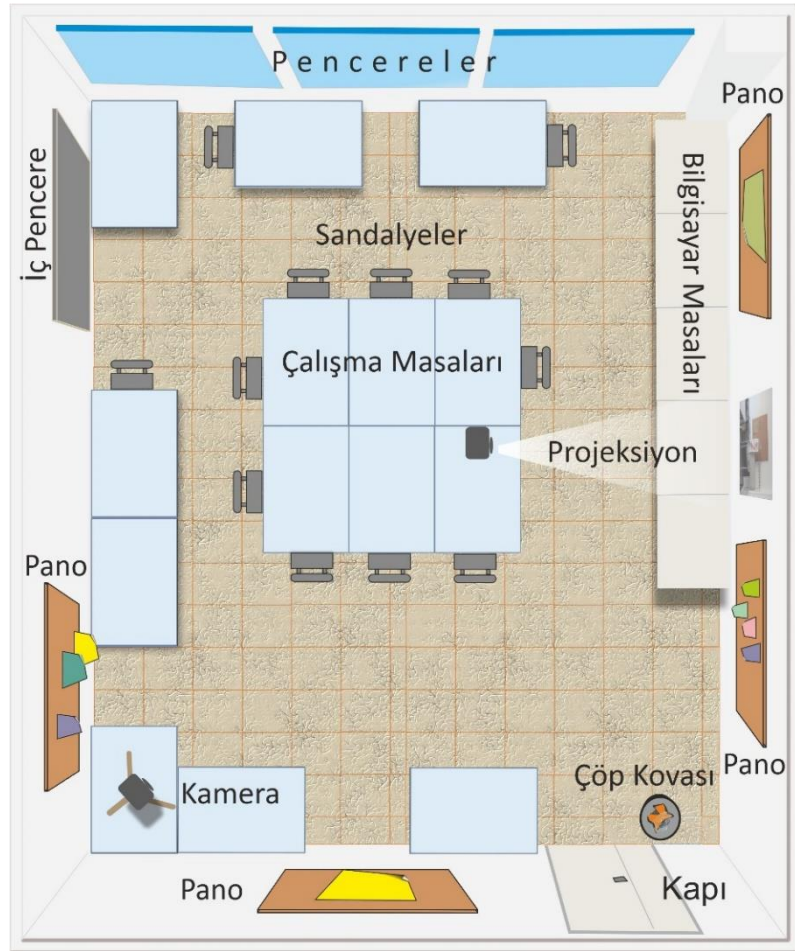 Pencereler
Pano
İç Pencere
Bilgisayar Masaları
Sandalyeler
Çalışma Masaları
Projeksiyon
Pano
Pano
Çöp Kovası
Kamera
Pano
Kapı